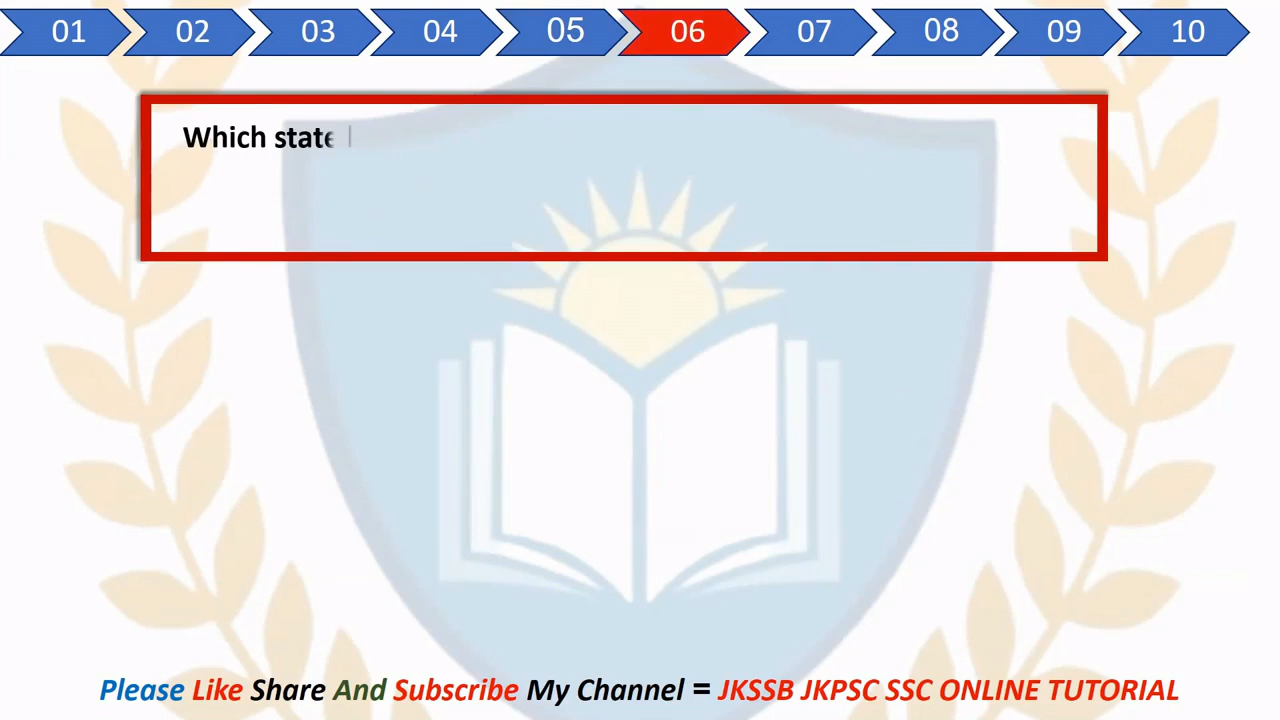 01 02 03 04 05 06 07 08 09 10
Which state
Please Like Share And Subscribe My Channel = JKSSB JKPSC SSC ONLINE TUTORIAL